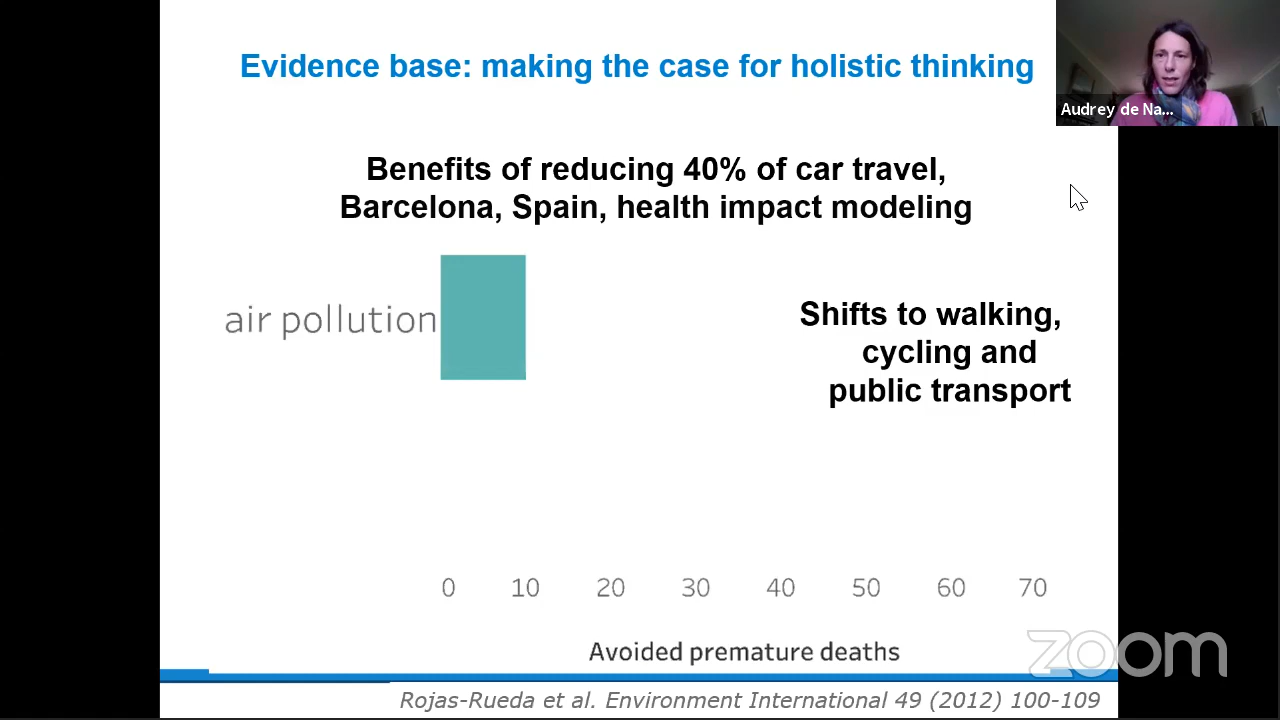 Evidence base: making the case for holistic thinking
Audrey de Na...
Benefits of reducing 40% of car travel,
Barcelona, Spain, health impact modeling
air pollution
Shifts to walking,
cycling and
public transport
0 10 20 30 40 50 60 70
Avoided premature deaths
zoom
Rojas-Rueda et al. Environment International 49 (2012) 100-109